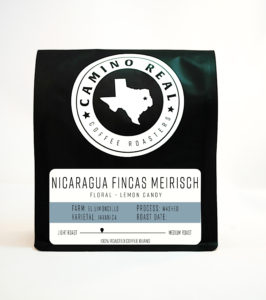 CAMINO REAL
COFFEE ROASTERS
NICARAGUA FINCAS MEIRISCH
FLORAL - LEMON CANDY
FARM: EL LIMONCILLO PROCESS: WASHED
VARIETAL: JAVANICA ROAST DATE:
LIGHT ROAST MEDIUM ROAST
100% ROASTED COFFEE BEANS